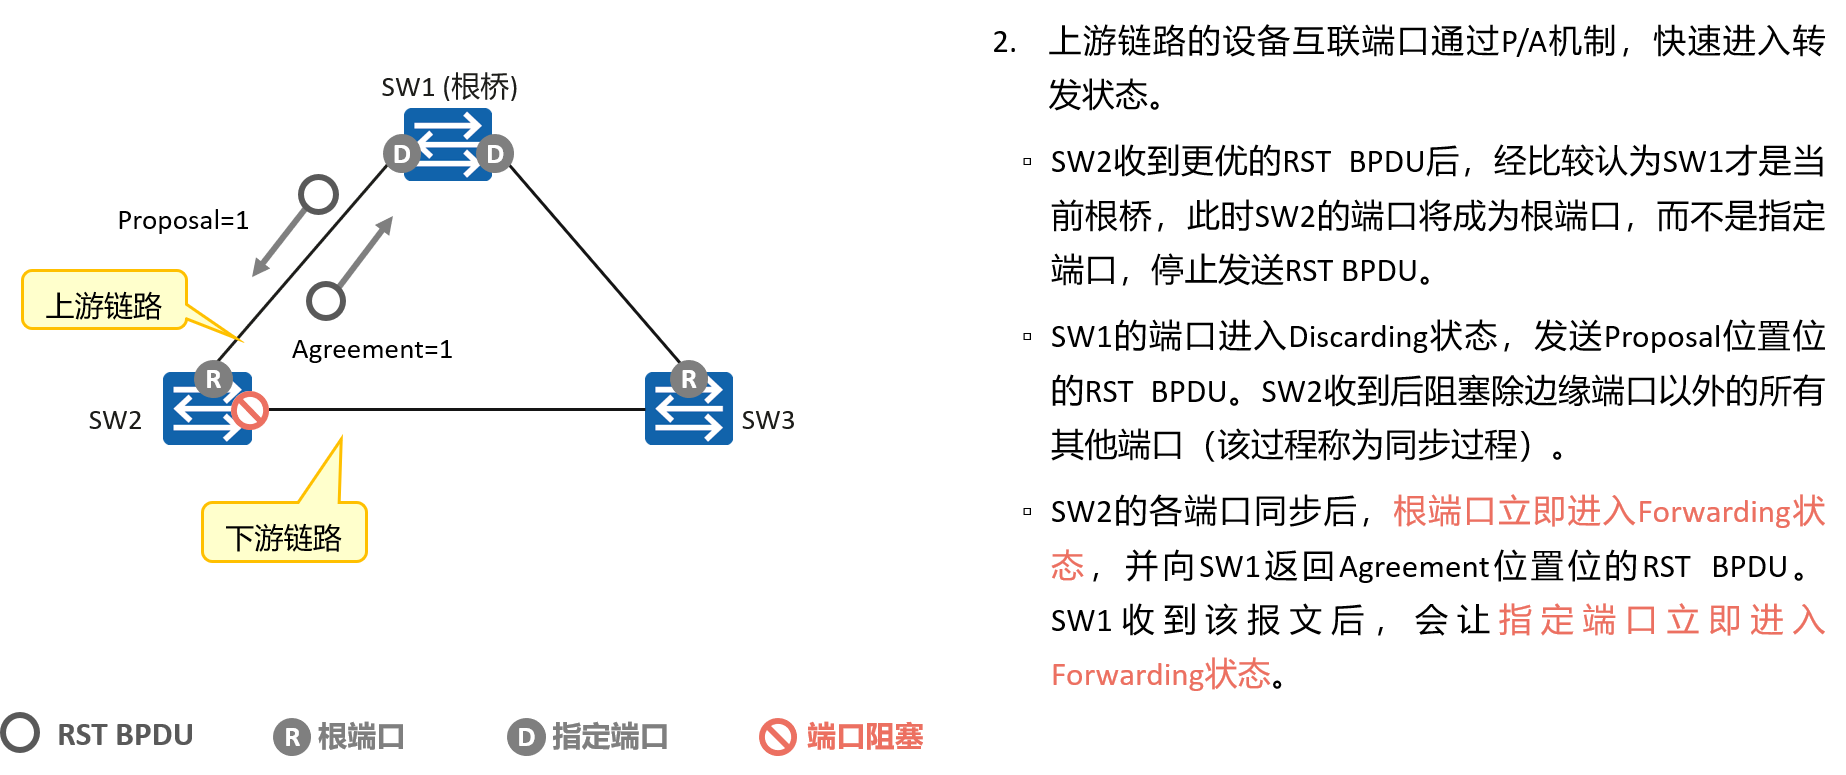 SW1 (根桥)
D
D
Proposal=1
上游链路
Agreement=1
R
R
SW2
SW3
下游链路
RST BPDU
R 根端口
D 指定端口
端口阻塞
2. 上游链路的设备互联端口通过P/A机制，快速进入转
发状态。
▫ SW2收到更优的RST BPDU后，经比较认为SW1才是当
前根桥，此时SW2的端口将成为根端口，而不是指定
端口，停止发送RST BPDU。
▫ SW1的端口进入Discarding状态，发送Proposal位置位
的RST BPDU。SW2收到后阻塞除边缘端口以外的所有
其他端口（该过程称为同步过程）。
▫ SW2的各端口同步后，根端口立即进入Forwarding状
态，并向SW1返回Agreement位置位的RST BPDU。
SW1收到该报文后，会让指定端口立即进入
Forwarding状态。